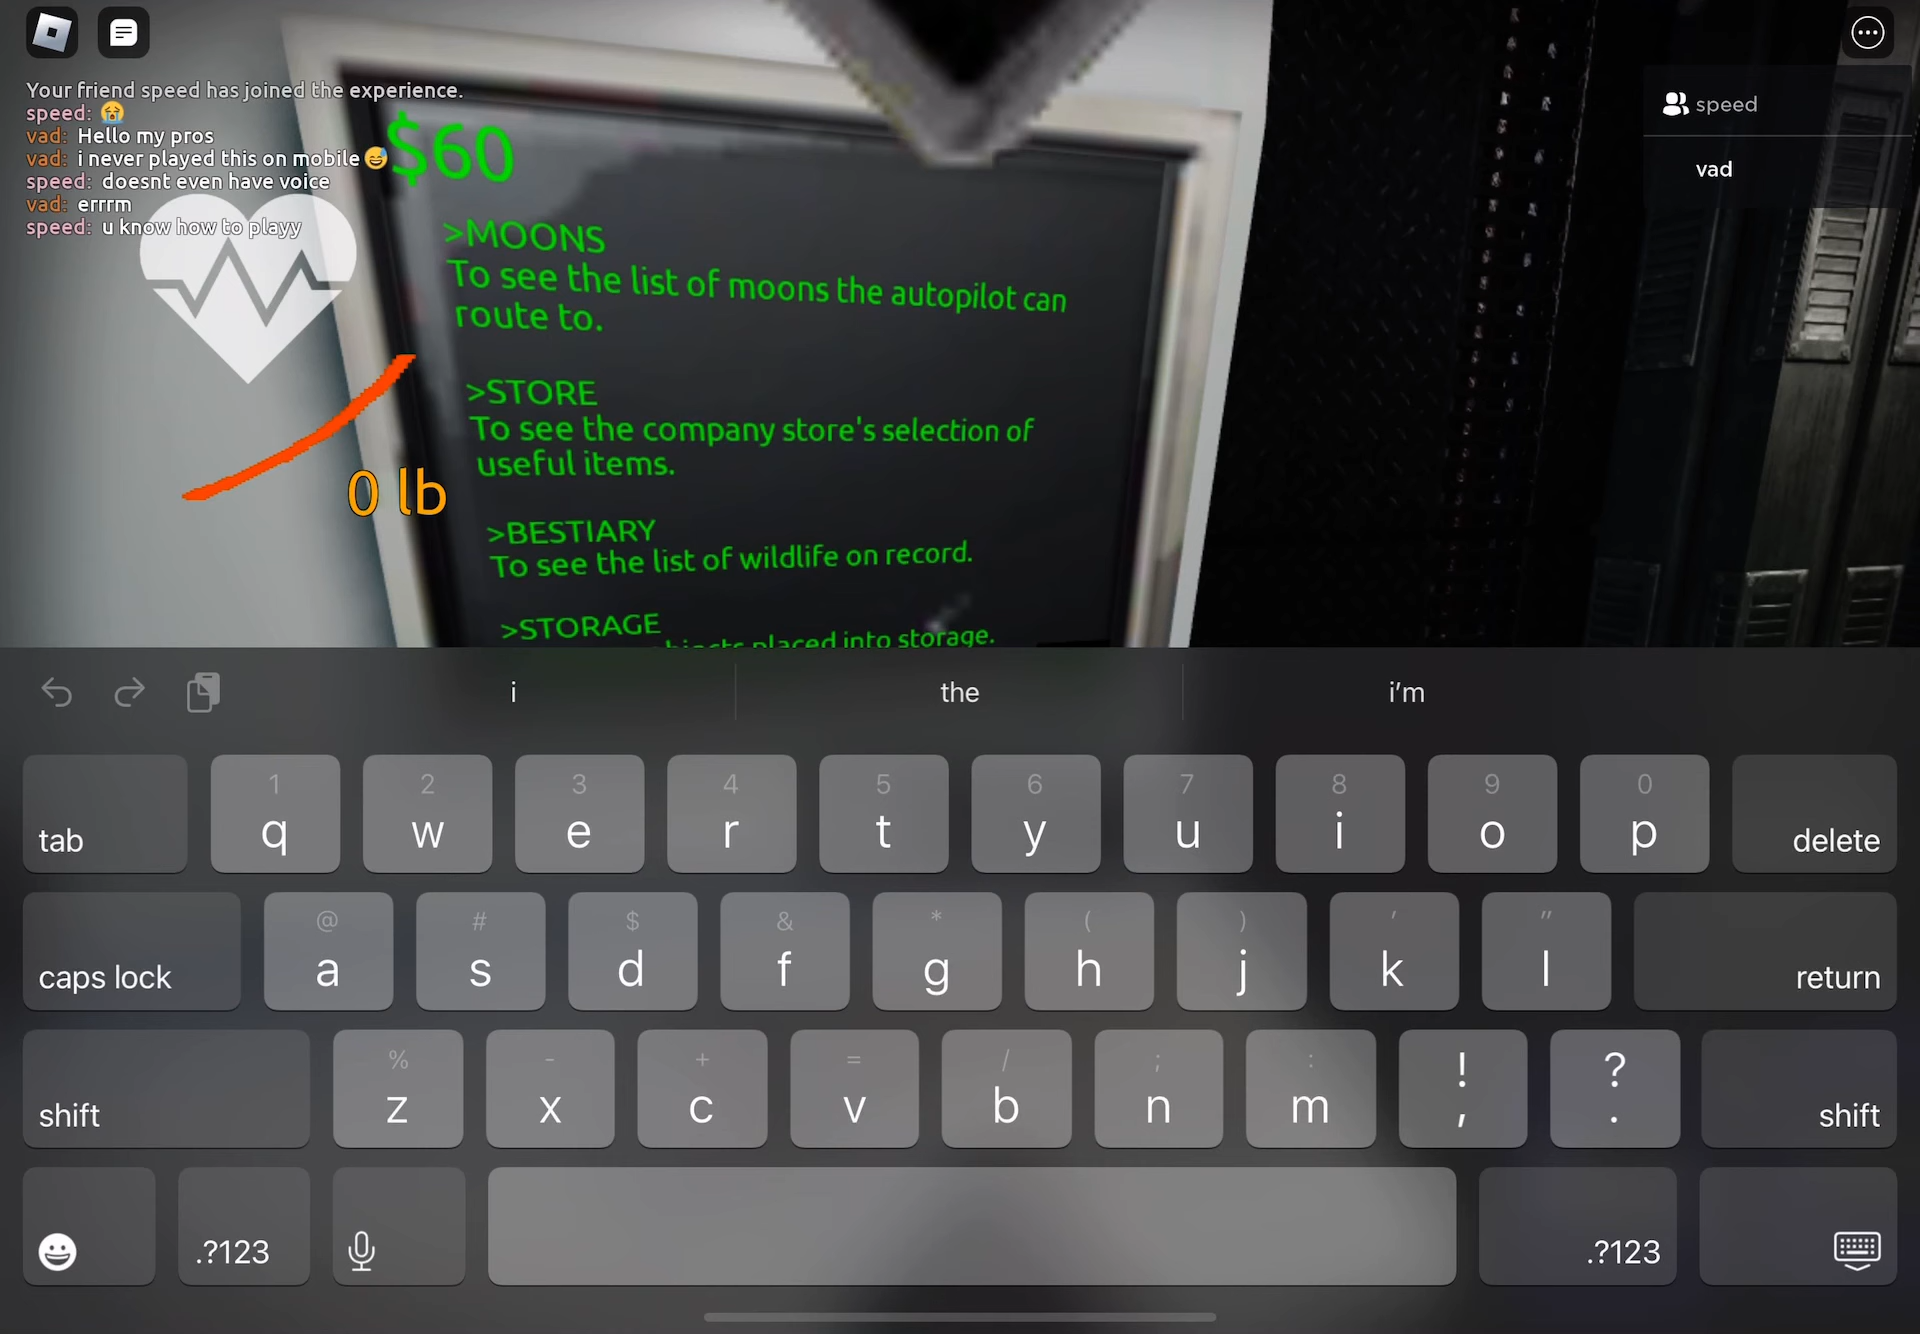 Your friend speed has joined the experience.
speed: 😭
vad: Hello my pros
vad: i never played this on mobile 😅
speed: doesnt even have voice
vad: errrm
speed: u know how to playy
speed
vad
$60
>MOONS
To see the list of moons the autopilot can
route to.
>STORE
To see the company store's selection of
useful items.
>BESTIARY
To see the list of wildlife on record.
>STORAGE
objects placed into storage.
0 lb
i the i'm
1 2 3 4 5 6 7 8 9 0
tab q w e r t y u i o p delete
@ # $ & * ( ) ' "
caps lock a s d f g h j k l return
% - + = / ; : ! ?
shift z x c v b n m , . shift
.?123 .?123